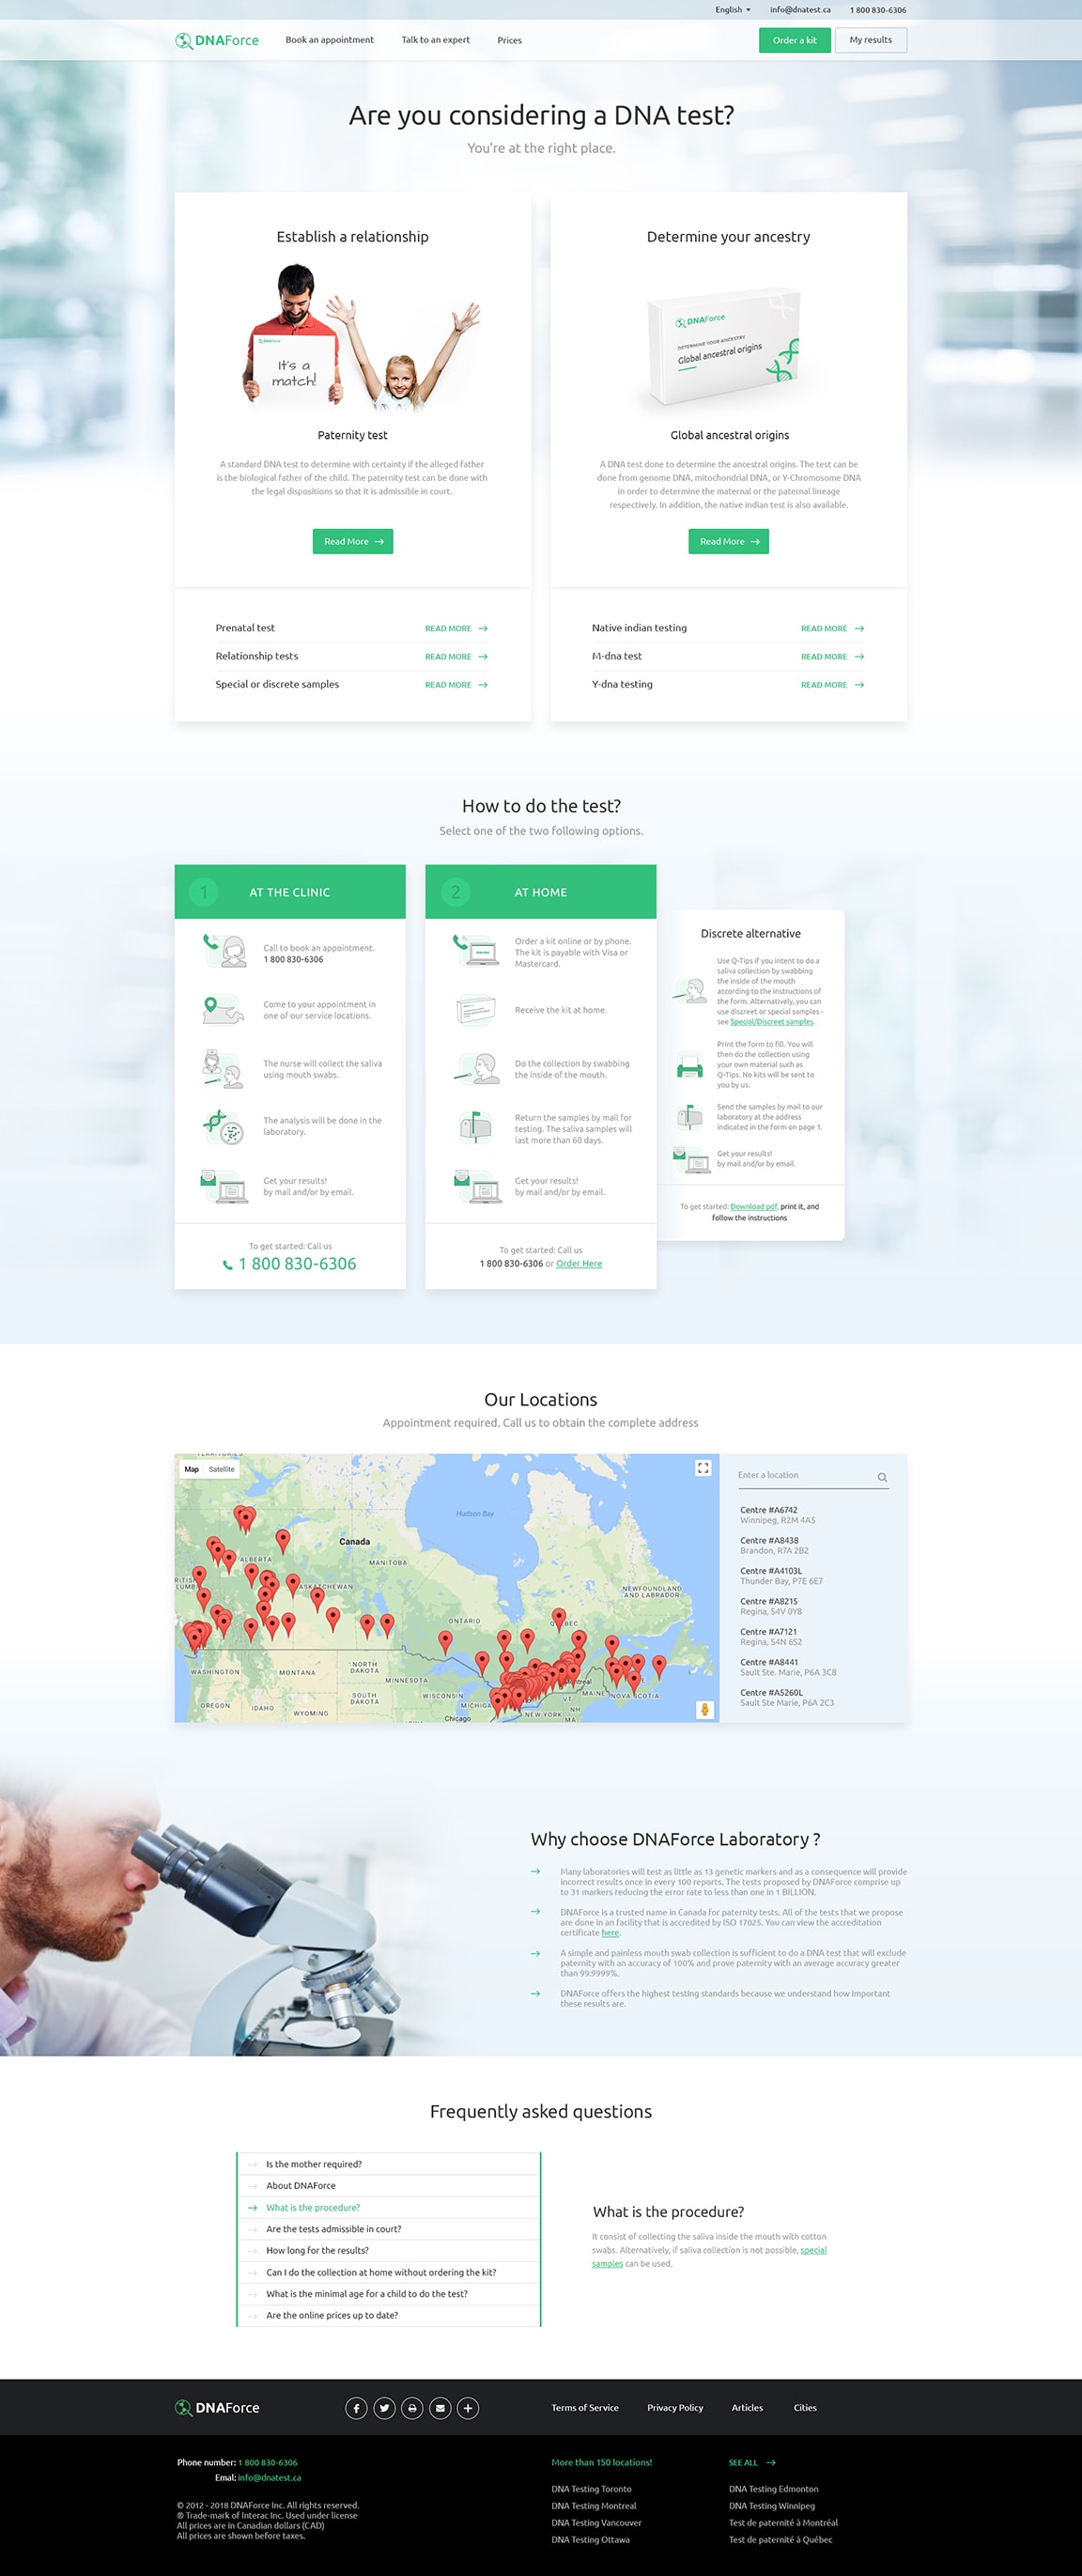 English
info@dnatest.ca
1 800 830-6306
DNAForce
Book an appointment
Talk to an expert
Prices
Order a kit
My results
Are you considering a DNA test?
You're at the right place.
Establish a relationship
DNAForce
It's a
match!
Paternity test
A standard DNA test to determine with certainty if the alleged father
is the biological father of the child. The paternity test can be done with
the legal dispositions so that it is admissible in court.
Read More
Prenatal test
READ MORE
Relationship tests
READ MORE
Special or discrete samples
READ MORE
Determine your ancestry
DNAForce
DETERMINE YOUR ANCESTRY
Global ancestral origins
Global ancestral origins
A DNA test done to determine the ancestral origins. The test can be
done from genome DNA, mitochondrial DNA, or Y-Chromosome DNA
in order to determine the maternal or the paternal lineage
respectively. In addition, the native indian test is also available.
Read More
Native indian testing
READ MORE
M-dna test
READ MORE
Y-dna testing
READ MORE
How to do the test?
Select one of the two following options.
1
AT THE CLINIC
Call to book an appointment.
1 800 830-6306
Come to your appointment in
one of our service locations.
The nurse will collect the saliva
using mouth swabs.
The analysis will be done in the
laboratory.
Get your results!
by mail and/or by email.
To get started: Call us
1 800 830-6306
2
AT HOME
Order a kit online or by phone.
The kit is payable with Visa or
Mastercard.
Receive the kit at home.
Do the collection by swabbing
the inside of the mouth.
Return the samples by mail for
testing. The saliva samples will
last more than 60 days.
Get your results!
by mail and/or by email.
To get started: Call us
1 800 830-6306 or Order Here
Discrete alternative
Use Q-Tips if you intent to do a
saliva collection by swabbing
the inside of the mouth
according to the instructions of
the form. Alternatively, you can
use discreet or special samples -
see Special/Discreet samples.
Print the form to fill. You will
then do the collection using
your own material such as
Q-Tips. No kits will be sent to
you by us.
Send the samples by mail to our
laboratory at the address
indicated in the form on page 1.
Get your results!
by mail and/or by email.
To get started: Download pdf, print it, and
follow the instructions
Our Locations
Appointment required. Call us to obtain the complete address
Map
Satellite
Hudson Bay
Canada
ALBERTA
MANITOBA
NEWFOUNDLAND
AND LABRADOR
ONTARIO
WASHINGTON
MONTANA
NORTH
DAKOTA
MINNESOTA
OREGON
IDAHO
WYOMING
SOUTH
DAKOTA
WISCONSIN
MICHIGA
Chicago
NEW YORK
VT
NH
MA
MAINE
NOVA SCOTIA
Enter a location
Centre #A6742
Winnipeg, R2M 4A5
Centre #A8438
Brandon, R7A 2B2
Centre #A4103L
Thunder Bay, P7E 6E7
Centre #A8215
Regina, S4V 0Y8
Centre #A7121
Regina, S4N 6S2
Centre #A8441
Sault Ste. Marie, P6A 3C8
Centre #A5260L
Sault Ste Marie, P6A 2C3
Why choose DNAForce Laboratory ?
Many laboratories will test as little as 13 genetic markers and as a consequence will provide
incorrect results once in every 100 reports. The tests proposed by DNAForce comprise up
to 31 markers reducing the error rate to less than one in 1 BILLION.
DNAForce is a trusted name in Canada for paternity tests. All of the tests that we propose
are done in an facility that is accredited by ISO 17025. You can view the accreditation
certificate here.
A simple and painless mouth swab collection is sufficient to do a DNA test that will exclude
paternity with an accuracy of 100% and prove paternity with an average accuracy greater
than 99.9999%.
DNAForce offers the highest testing standards because we understand how important
these results are.
Frequently asked questions
Is the mother required?
About DNAForce
What is the procedure?
Are the tests admissible in court?
How long for the results?
Can I do the collection at home without ordering the kit?
What is the minimal age for a child to do the test?
Are the online prices up to date?
What is the procedure?
It consist of collecting the saliva inside the mouth with cotton
swabs. Alternatively, if saliva collection is not possible, special
samples can be used.
DNAForce
Terms of Service
Privacy Policy
Articles
Cities
Phone number: 1 800 830-6306
Emal: info@dnatest.ca
© 2012 - 2018 DNAForce Inc. All rights reserved.
® Trade-mark of Interac Inc. Used under license
All prices are in Canadian dollars (CAD)
All prices are shown before taxes.
More than 150 locations!
DNA Testing Toronto
DNA Testing Montreal
DNA Testing Vancouver
DNA Testing Ottawa
SEE ALL
DNA Testing Edmonton
DNA Testing Winnipeg
Test de paternité à Montréal
Test de paternité à Québec